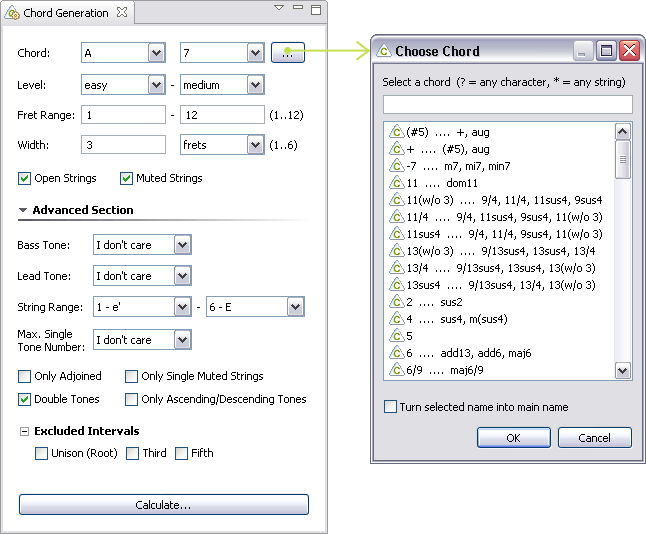 Chord Generation
Chord: A 7 ...
Level: easy - medium
Fret Range: 1 - 12 (1..12)
Width: 3 frets (1..6)
Open Strings Muted Strings
Advanced Section
Bass Tone: I don't care
Lead Tone: I don't care
String Range: 1 - e' - 6 - E
Max. Single
Tone Number: I don't care
Only Adjoined Only Single Muted Strings
Double Tones Only Ascending/Descending Tones
Excluded Intervals
Unison (Root) Third Fifth
Calculate...
Choose Chord
Select a chord (? = any character, * = any string)
(#5) .... +, aug
+ .... (#5), aug
-7 .... m7, mi7, min7
11 .... dom11
11(w/o 3) .... 9/4, 11/4, 11sus4, 9sus4
11/4 .... 9/4, 11sus4, 9sus4, 11(w/o 3)
11sus4 .... 9/4, 11/4, 9sus4, 11(w/o 3)
13(w/o 3) .... 9/13sus4, 13sus4, 13/4
13/4 .... 9/13sus4, 13sus4, 13(w/o 3)
13sus4 .... 9/13sus4, 13/4, 13(w/o 3)
2 .... sus2
4 .... sus4, m(sus4)
5
6 .... add13, add6, maj6
6/9 .... maj6/9
Turn selected name into main name
OK Cancel